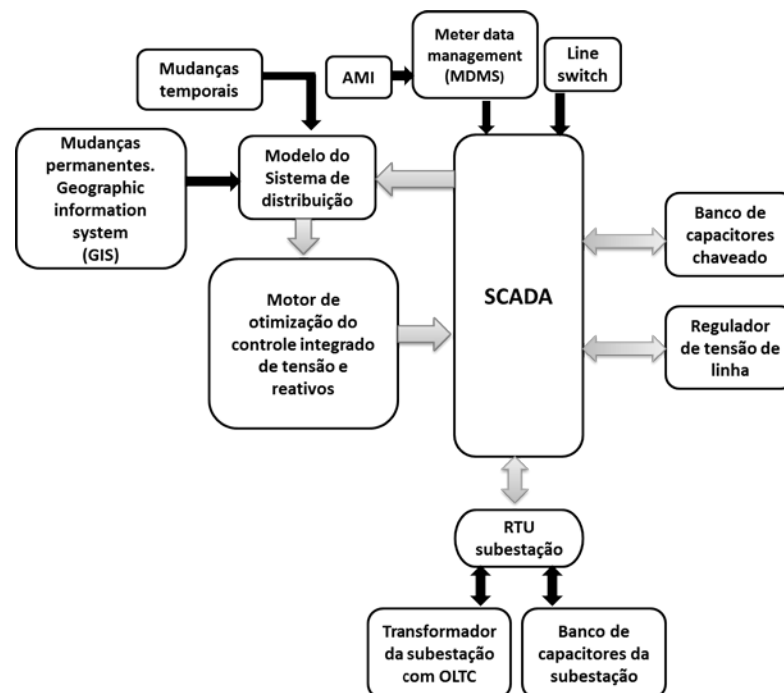 Mudanças
temporais
AMI
Meter data
management
(MDMS)
Line
switch
Mudanças
permanentes.
Geographic
information
system
(GIS)
Modelo do
Sistema de
distribuição
Motor de
otimização do
controle integrado
de tensão e
reativos
SCADA
Banco de
capacitores
chaveado
Regulador
de tensão de
linha
RTU
subestação
Transformador
da subestação
com OLTC
Banco de
capacitores da
subestação